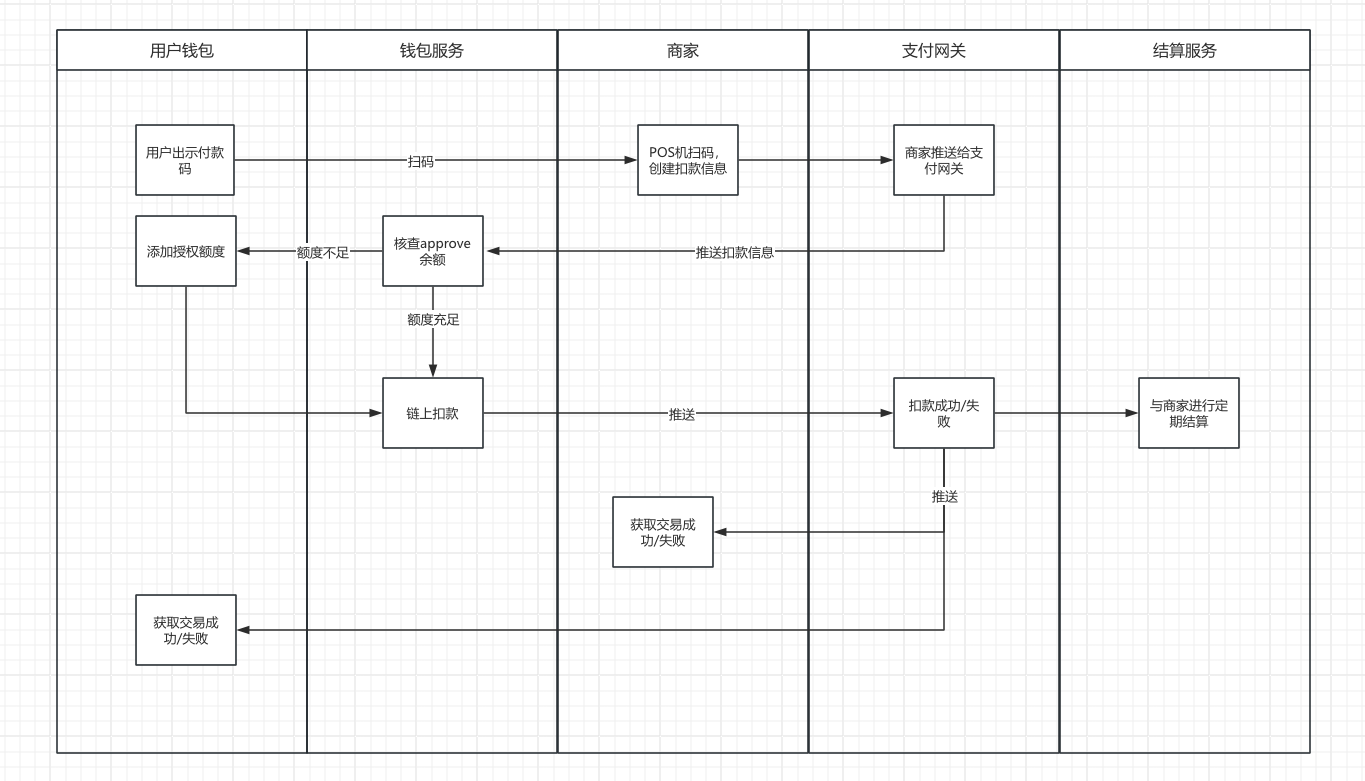 用户钱包
钱包服务
商家
支付网关
结算服务
用户出示付款
码
扫码
POS机扫码，
创建扣款信息
商家推送给支
付网关
添加授权额度
额度不足
核查approve
余额
推送扣款信息
额度充足
链上扣款
推送
扣款成功/失
败
与商家进行定
期结算
推送
获取交易成
功/失败
获取交易成
功/失败